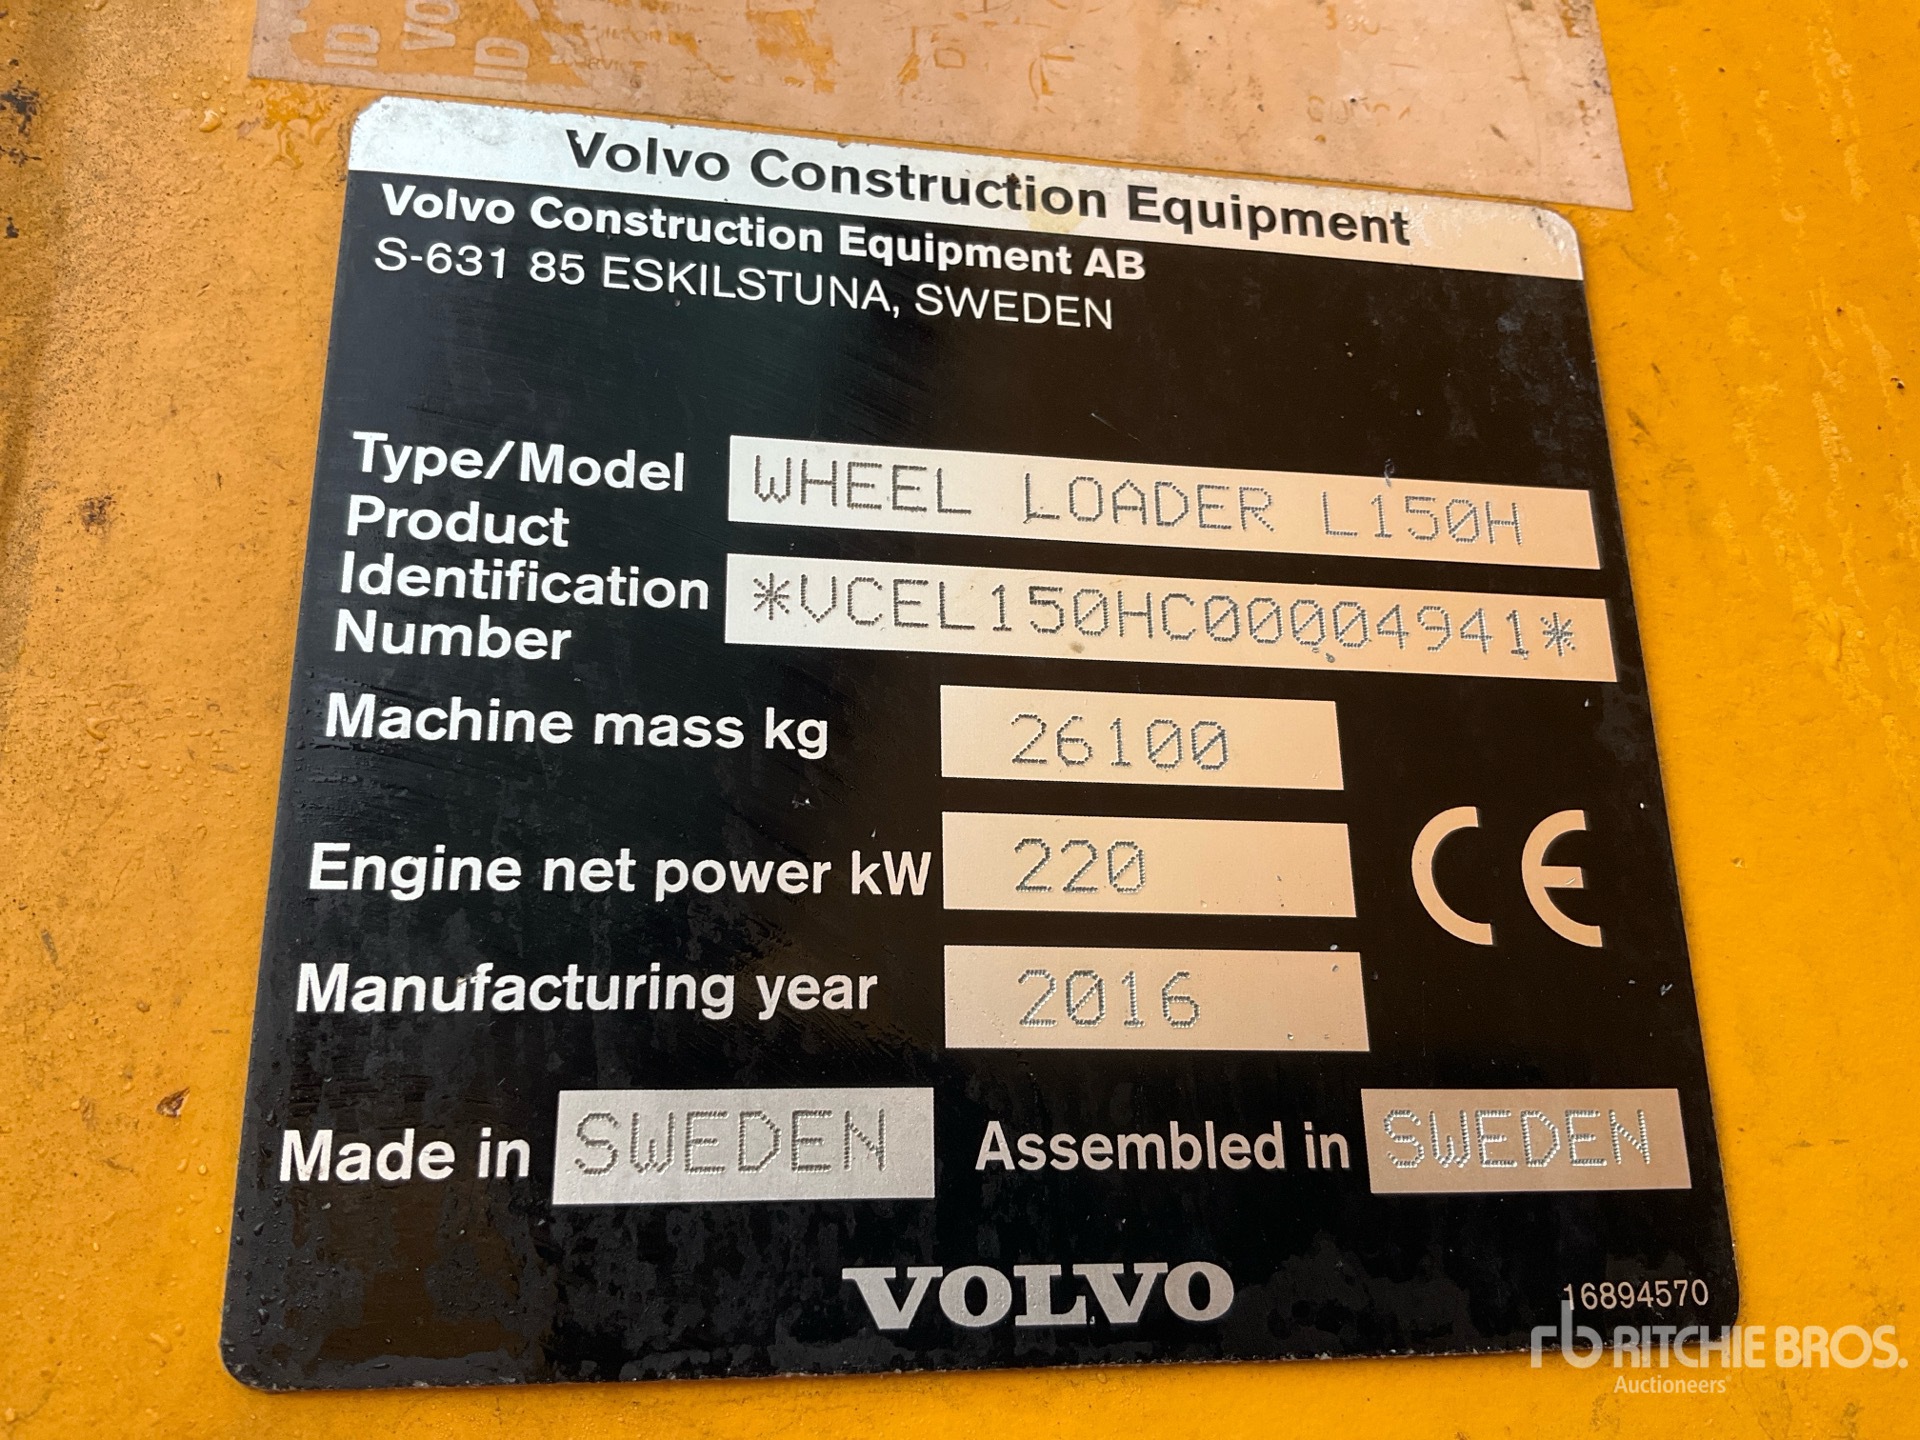 Volvo Construction Equipment
Volvo Construction Equipment AB
S-631 85 ESKILSTUNA, SWEDEN
Type/Model WHEEL LOADER L150H
Product
Identification
Number *VCEL150HC00004941*
Machine mass kg 26100
Engine net power kW 220
CE
Manufacturing year 2016
Made in SWEDEN Assembled in SWEDEN
VOLVO
16894570
rb RITCHIE BROS.
Auctioneers